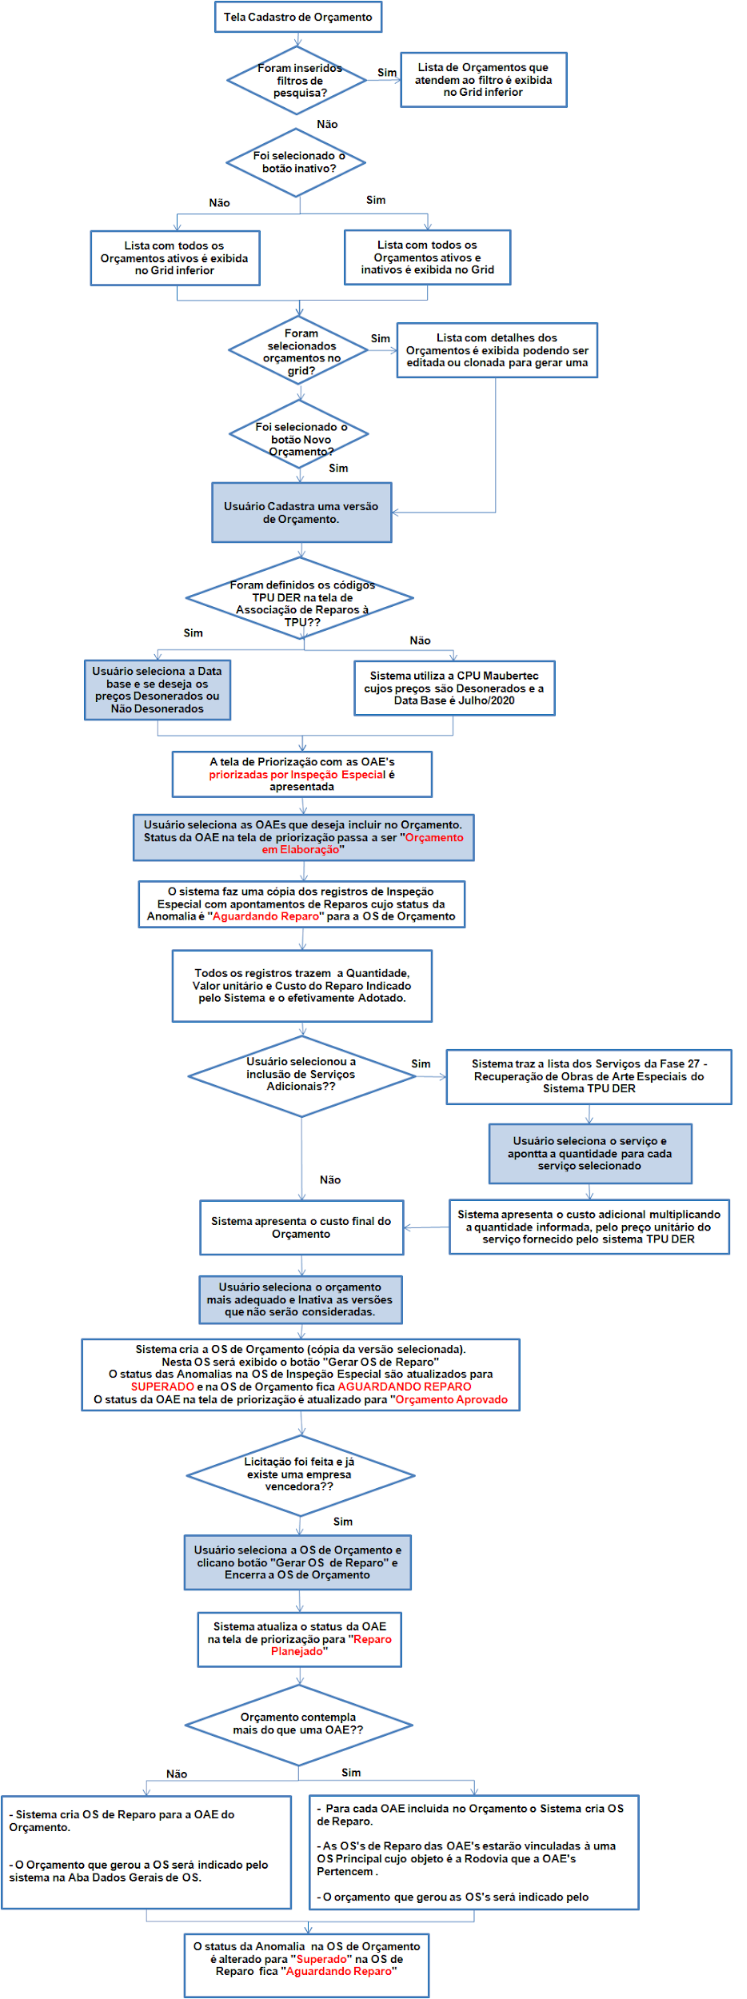 Tela Cadastro de Orçamento
Foram inseridos
filtros de
pesquisa?
Sim
Lista de Orçamentos que
atendem ao filtro é exibida
no Grid inferior
Não
Foi selecionado o
botão inativo?
Não
Sim
Lista com todos os
Orçamentos ativos é exibida
no Grid inferior
Lista com todos os
Orçamentos ativos e
inativos é exibida no Grid
Foram
selecionados
orçamentos no
grid?
Sim
Lista com detalhes dos
Orçamentos é exibida podendo ser
editada ou clonada para gerar uma
Foi selecionado o
botão Novo
Orçamento?
Sim
Usuário Cadastra uma versão
de Orçamento.
Foram definidos os códigos
TPU DER na tela de
Associação de Reparos à
TPU??
Sim
Não
Usuário seleciona a Data
base e se deseja os
preços Desonerados ou
Não Desonerados
Sistema utiliza a CPU Maubertec
cujos preços são Desonerados e a
Data Base é Julho/2020
A tela de Priorização com as OAE's
priorizadas por Inspeção Especial é
apresentada
Usuário seleciona as OAEs que deseja incluir no Orçamento.
Status da OAE na tela de priorização passa a ser "Orçamento
em Elaboração"
O sistema faz uma cópia dos registros de Inspeção
Especial com apontamentos de Reparos cujo status da
Anomalia é "Aguardando Reparo" para a OS de Orçamento
Todos os registros trazem a Quantidade,
Valor unitário e Custo do Reparo Indicado
pelo Sistema e o efetivamente Adotado.
Usuário selecionou a
inclusão de Serviços
Adicionais??
Sim
Sistema traz a lista dos Serviços da Fase 27 -
Recuperação de Obras de Arte Especiais do
Sistema TPU DER
Usuário seleciona o serviço e
apontta a quantidade para cada
serviço selecionado
Não
Sistema apresenta o custo final do
Orçamento
Sistema apresenta o custo adicional multiplicando
a quantidade informada, pelo preço unitário do
serviço fornecido pelo sistema TPU DER
Usuário seleciona o orçamento
mais adequado e Inativa as versões
que não serão consideradas.
Sistema cria a OS de Orçamento (cópia da versão selecionada).
Nesta OS será exibido o botão "Gerar OS de Reparo"
O status das Anomalias na OS de Inspeção Especial são atualizados para
SUPERADO e na OS de Orçamento fica AGUARDANDO REPARO
O status da OAE na tela de priorização é atualizado para "Orçamento Aprovado
Licitação foi feita e já
existe uma empresa
vencedora??
Sim
Usuário seleciona a OS de Orçamento e
clicano botão "Gerar OS de Reparo" e
Encerra a OS de Orçamento
Sistema atualiza o status da OAE
na tela de priorização para "Reparo
Planejado"
Orçamento contempla
mais do que uma OAE??
Não
Sim
- Sistema cria OS de Reparo para a OAE do
Orçamento.
- O Orçamento que gerou a OS será indicado pelo
sistema na Aba Dados Gerais de OS.
- Para cada OAE incluida no Orçamento o Sistema cria OS
de Reparo.
- As OS's de Reparo das OAE's estarão vinculadas à uma
OS Principal cujo objeto é a Rodovia que a OAE's
Pertencem .
- O orçamento que gerou as OS's será indicado pelo
O status da Anomalia na OS de Orçamento
é alterado para "Superado" na OS de
Reparo fica "Aguardando Reparo"